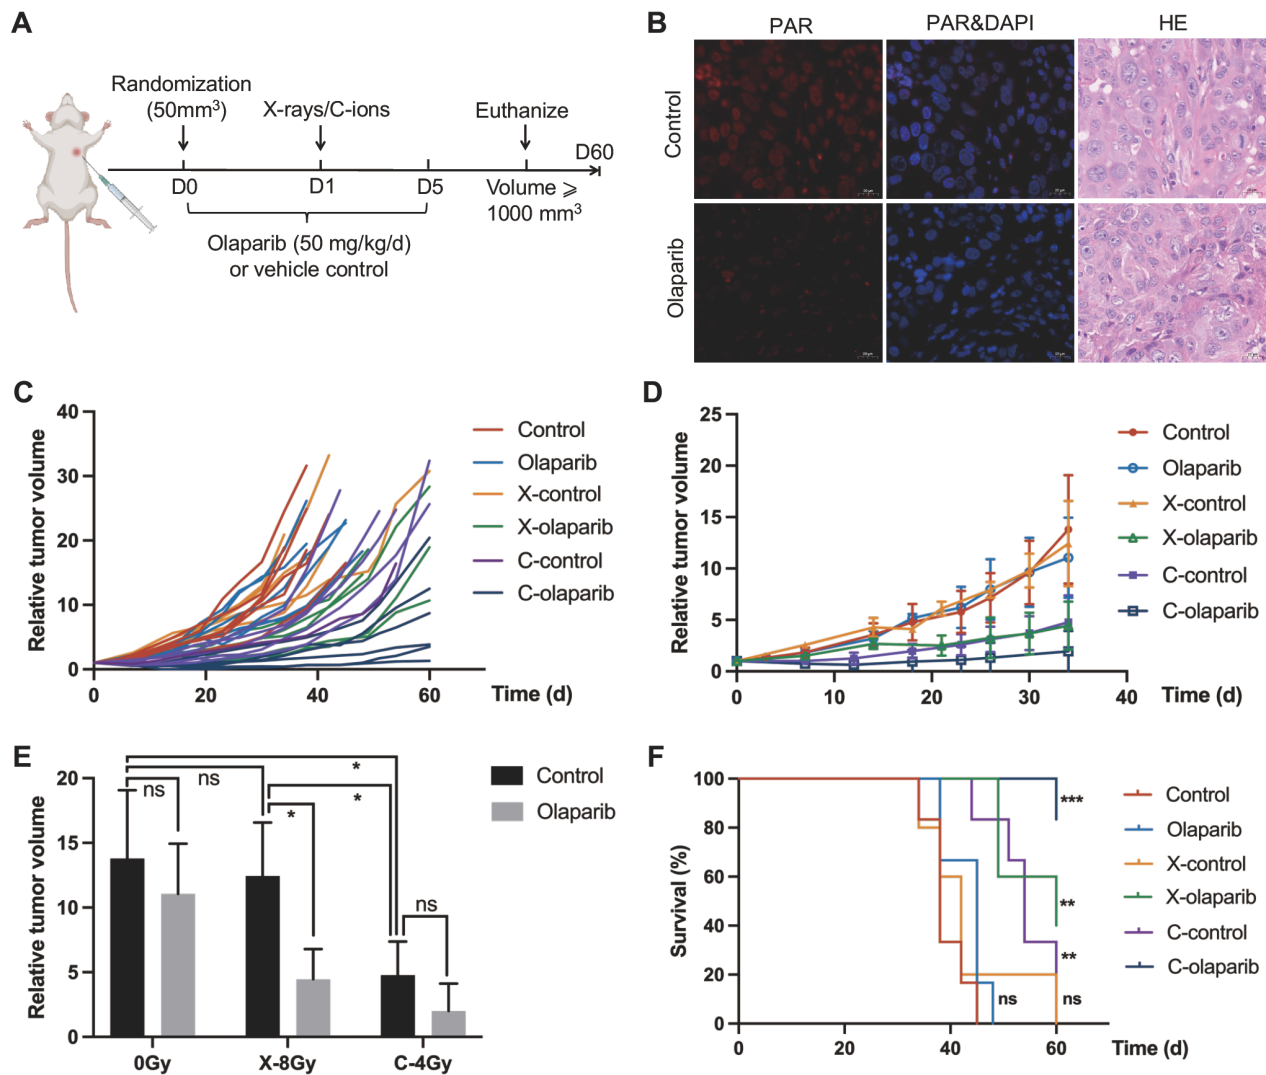 A
Randomization
(50mm³)
X-rays/C-ions
Euthanize
D60
D0
D1
D5
Volume ⩾
1000 mm³
Olaparib (50 mg/kg/d)
or vehicle control
B
PAR
PAR&DAPI
HE
Control
Olaparib
C
Relative tumor volume
40
30
20
10
0
0
20
40
60
Time (d)
Control
Olaparib
X-control
X-olaparib
C-control
C-olaparib
D
Relative tumor volume
25
20
15
10
5
0
0
10
20
30
40
Time (d)
Control
Olaparib
X-control
X-olaparib
C-control
C-olaparib
E
Relative tumor volume
20
15
10
5
0
ns
ns
*
*
*
ns
0Gy
X-8Gy
C-4Gy
Control
Olaparib
F
Survival (%)
100
80
60
40
20
0
0
20
40
60
Time (d)
***
**
**
ns
ns
Control
Olaparib
X-control
X-olaparib
C-control
C-olaparib